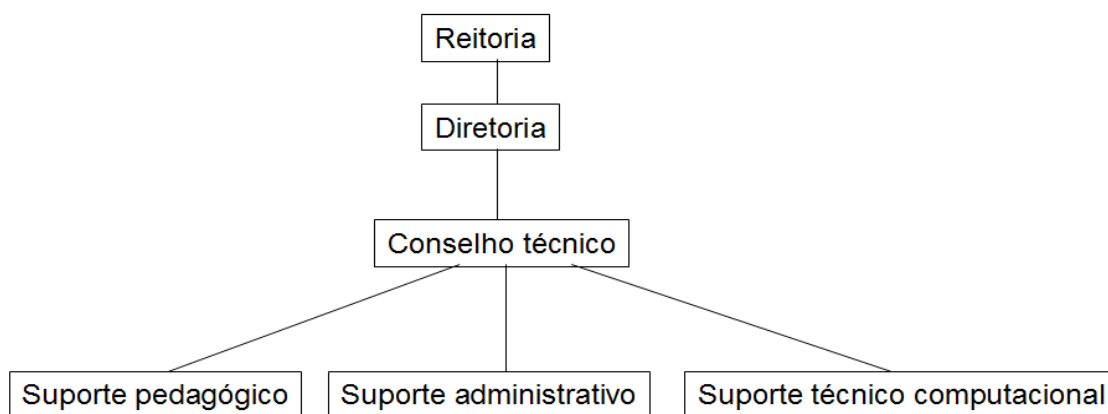 Reitoria
Diretoria
Conselho técnico
Suporte pedagógico
Suporte administrativo
Suporte técnico computacional